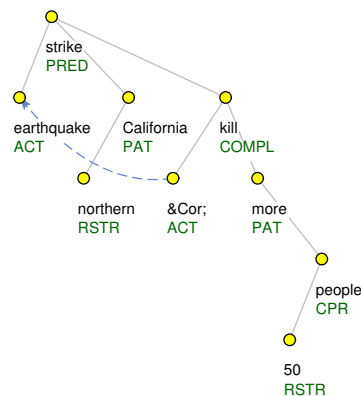 strike
PRED
earthquake
ACT
California
PAT
kill
COMPL
northern
RSTR
&Cor;
ACT
more
PAT
people
CPR
50
RSTR